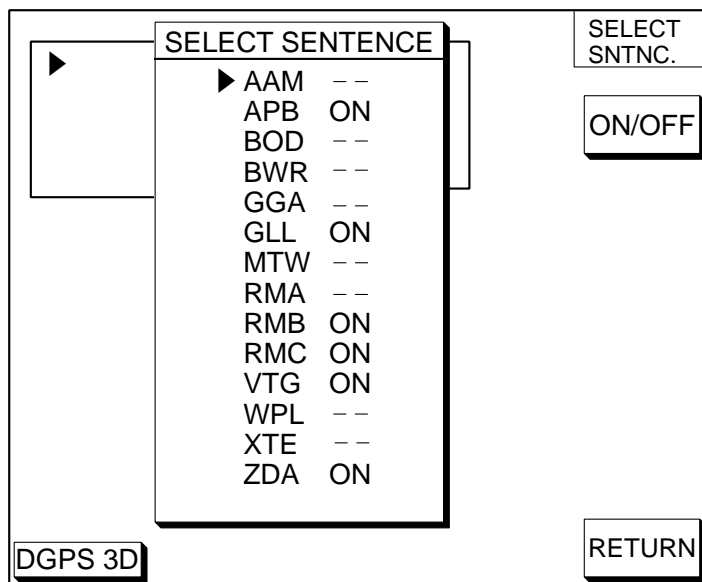 SELECT SENTENCE
AAM --
APB ON
BOD --
BWR --
GGA --
GLL ON
MTW --
RMA --
RMB ON
RMC ON
VTG ON
WPL --
XTE --
ZDA ON
SELECT
SNTNC.
ON/OFF
RETURN
DGPS 3D